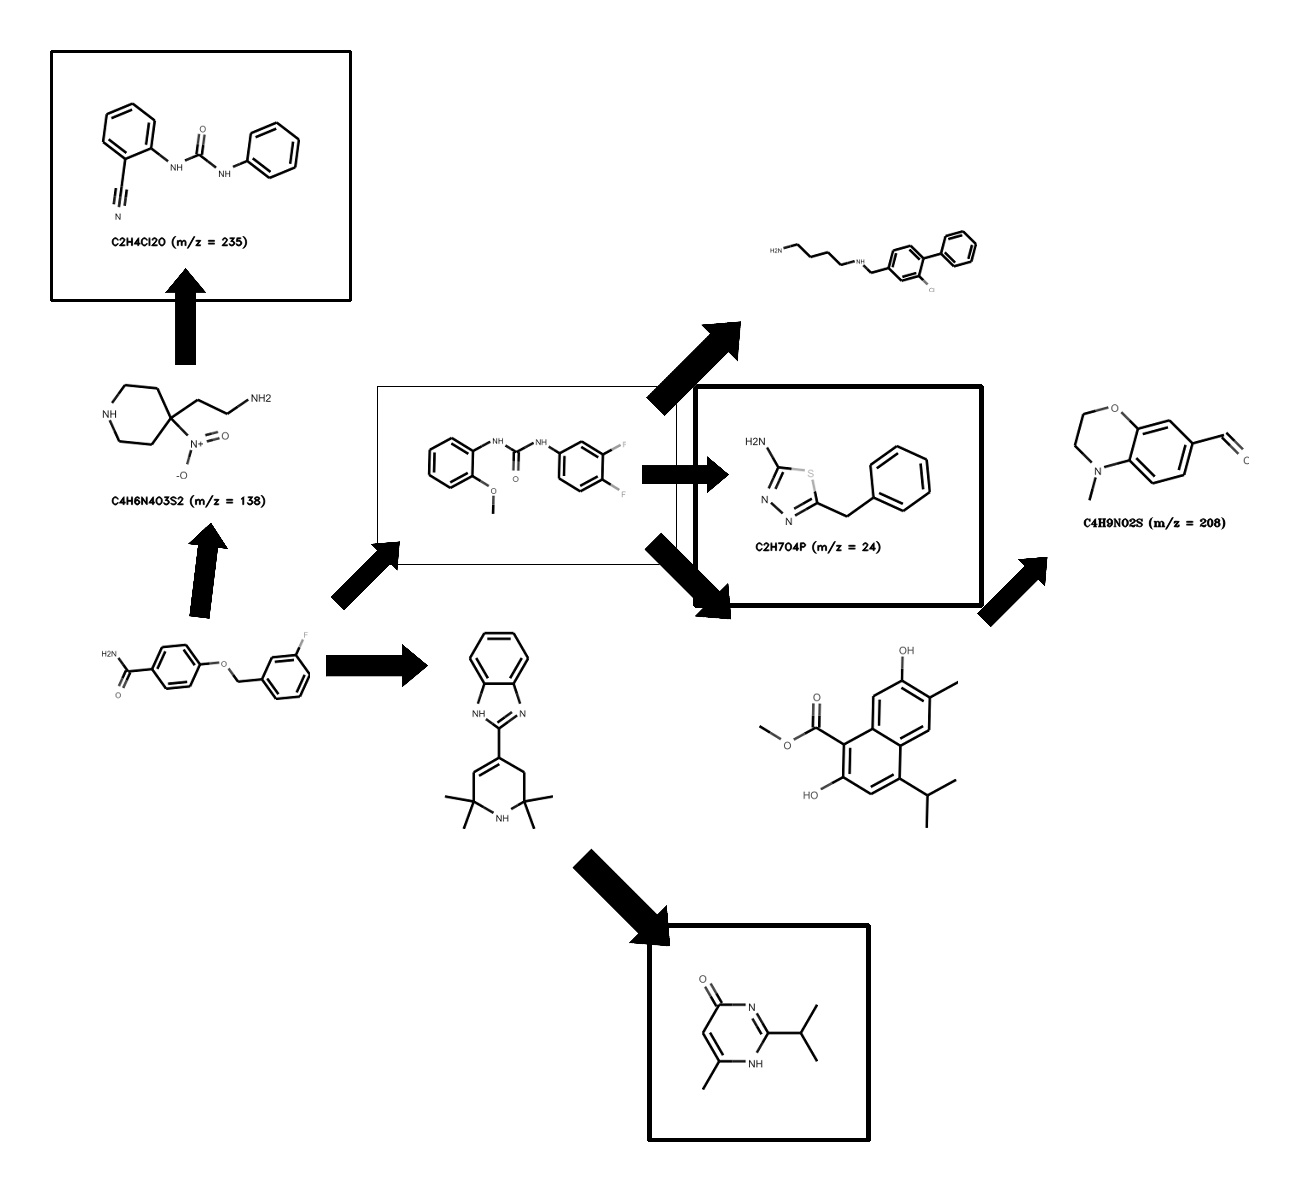 N
NH
O
NH
C2H4Cl2O (m/z = 235)
H2N
NH
Cl
NH
NH2
N+
O
-O
C4H6N4O3S2 (m/z = 138)
NH
NH
O
O
F
F
H2N
S
N
N
C2H7O4P (m/z = 24)
O
N
O
C4H9NO2S (m/z = 208)
H2N
O
O
F
NH
N
NH
OH
O
O
HO
O
N
NH